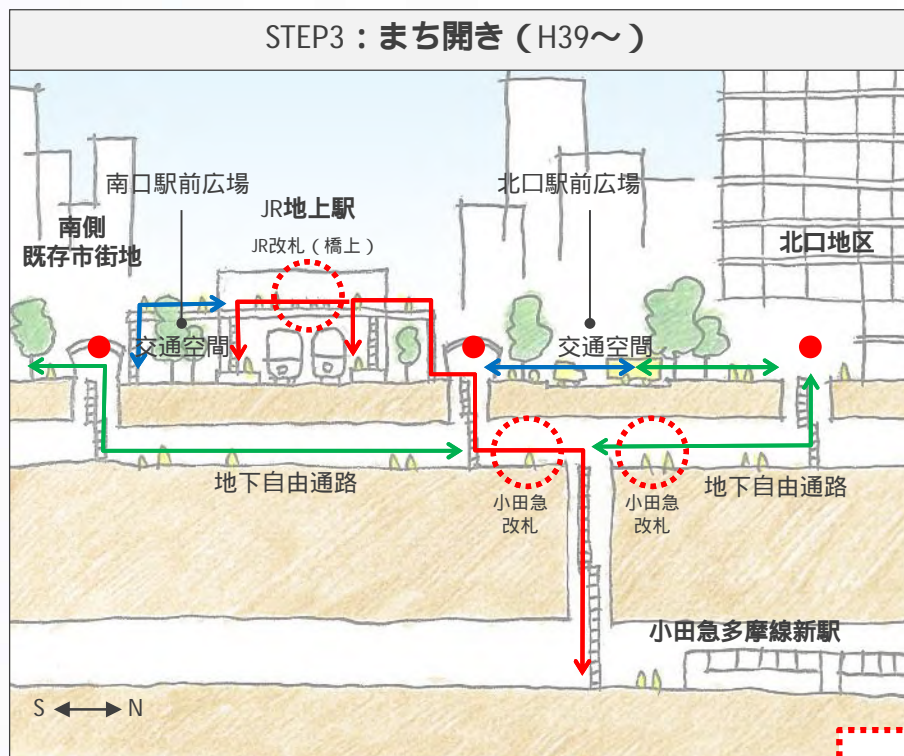 STEP3：まち開き（H39～）
南口駅前広場
北口駅前広場
JR地上駅
JR改札（橋上）
南側
既存市街地
北口地区
交通空間
交通空間
地下自由通路
小田急
改札
小田急
改札
地下自由通路
小田急多摩線新駅
S
N